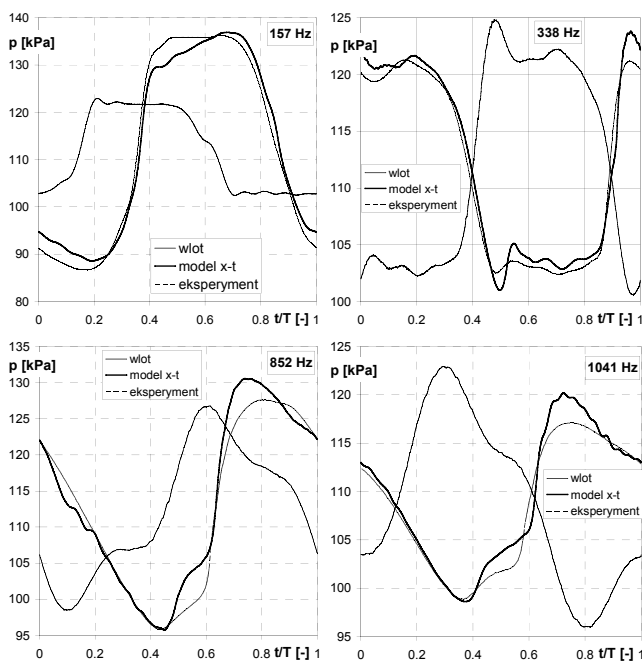 140
p [kPa]
157 Hz
130
120
110
100
90
80
wlot
model x-t
eksperyment
0
0.2
0.4
0.6
0.8
t/T [-]
1
125
p [kPa]
338 Hz
120
115
110
105
100
wlot
model x-t
eksperyment
0
0.2
0.4
0.6
0.8
t/T [-]
1
135
p [kPa]
852 Hz
130
125
120
115
110
105
100
95
wlot
model x-t
eksperyment
0
0.2
0.4
0.6
0.8
t/T [-]
1
125
p [kPa]
1041 Hz
120
115
110
105
100
95
wlot
model x-t
eksperyment
0
0.2
0.4
0.6
0.8
t/T [-]
1